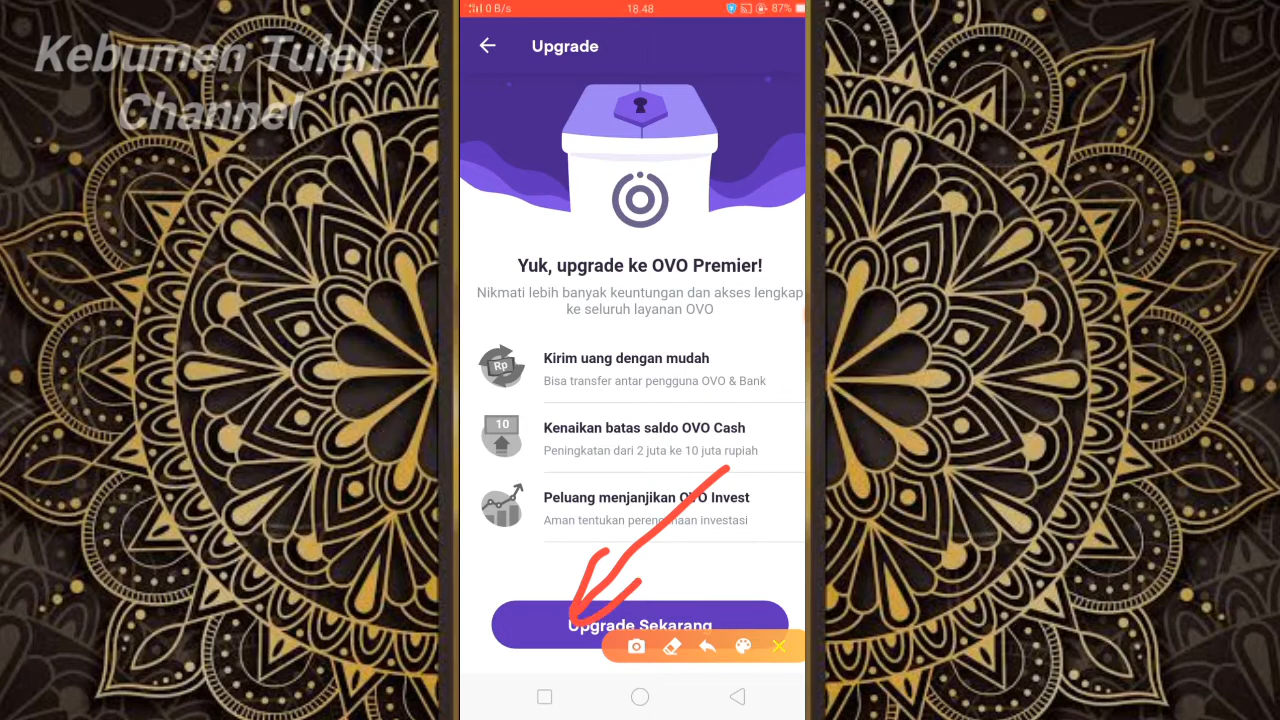 Kebumen Tulen
Channel
0 B/s
18.48
87%
Upgrade
Yuk, upgrade ke OVO Premier!
Nikmati lebih banyak keuntungan dan akses lengkap
ke seluruh layanan OVO
Rp
Kirim uang dengan mudah
Bisa transfer antar pengguna OVO & Bank
10
Kenaikan batas saldo OVO Cash
Peningkatan dari 2 juta ke 10 juta rupiah
Peluang menjanjikan OVO Invest
Aman tentukan perencanaan investasi
Upgrade Sekarang